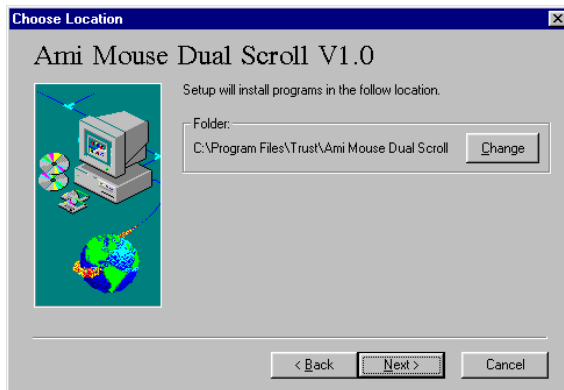 Choose Location
Ami Mouse Dual Scroll V1.0
Setup will install programs in the follow location.
Folder:
C:\Program Files\Trust\Ami Mouse Dual Scroll
Change
< Back
Next >
Cancel